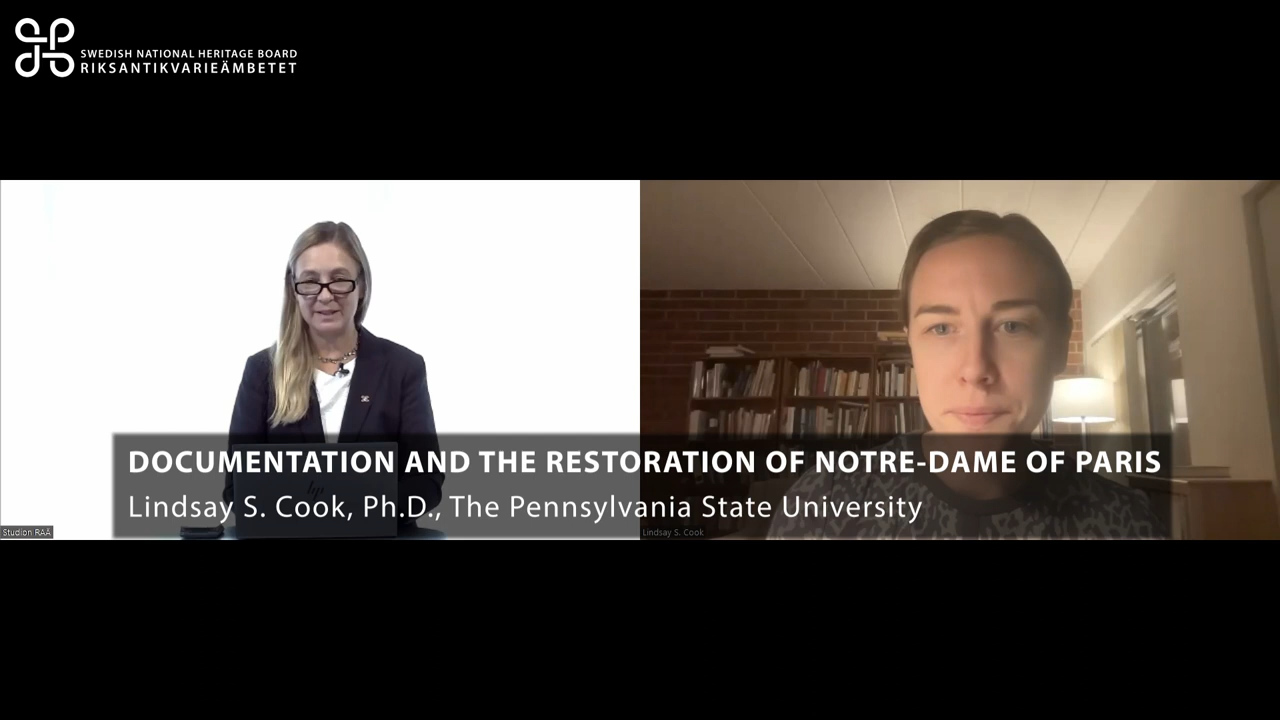 SWEDISH NATIONAL HERITAGE BOARD
RIKSANTIKVARIEÄMBETET
DOCUMENTATION AND THE RESTORATION OF NOTRE-DAME OF PARIS
Lindsay S. Cook, Ph.D., The Pennsylvania State University
Studion RAÄ
Lindsay S. Cook